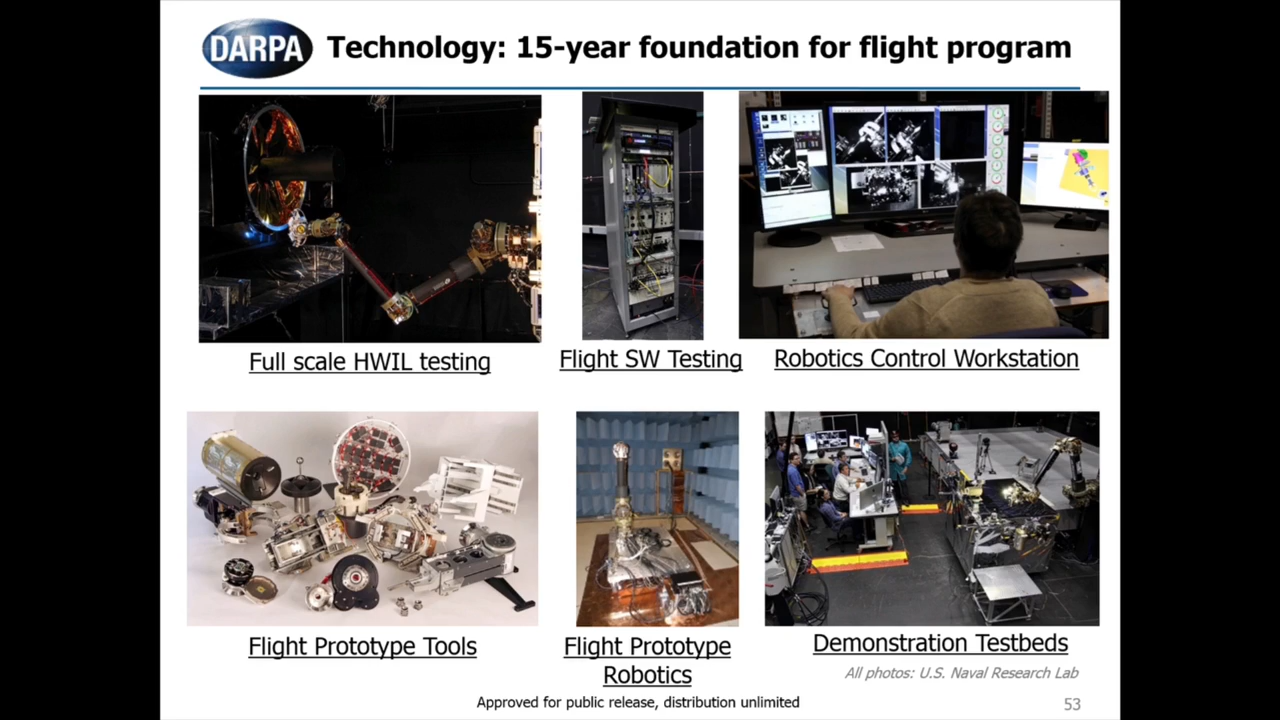 DARPA
Technology: 15-year foundation for flight program
Full scale HWIL testing
Flight SW Testing
Robotics Control Workstation
Flight Prototype Tools
Flight Prototype
Robotics
Demonstration Testbeds
All photos: U.S. Naval Research Lab
Approved for public release, distribution unlimited
53